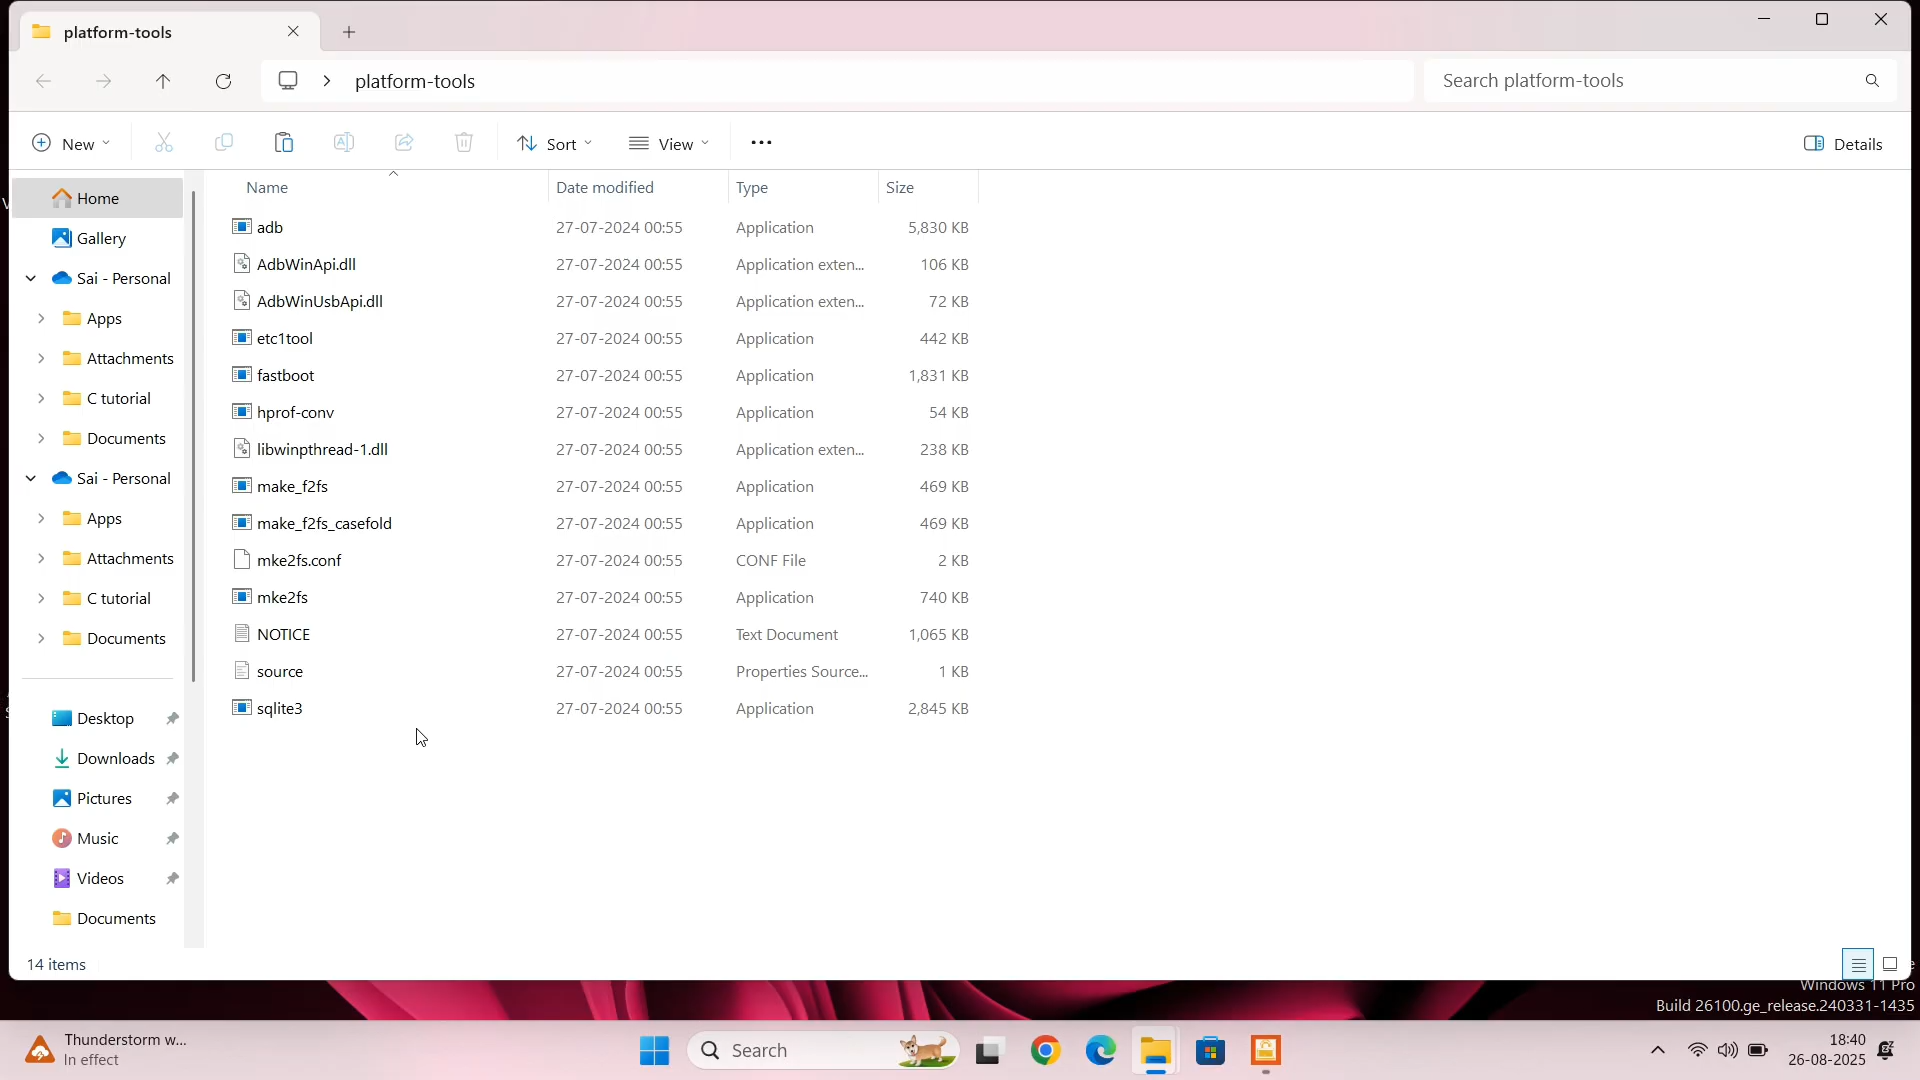 platform-tools
platform-tools
Search platform-tools
New
Sort
View
Details
Name Date modified Type Size
adb 27-07-2024 00:55 Application 5,830 KB
AdbWinApi.dll 27-07-2024 00:55 Application exten... 106 KB
AdbWinUsbApi.dll 27-07-2024 00:55 Application exten... 72 KB
etc1tool 27-07-2024 00:55 Application 442 KB
fastboot 27-07-2024 00:55 Application 1,831 KB
hprof-conv 27-07-2024 00:55 Application 54 KB
libwinpthread-1.dll 27-07-2024 00:55 Application exten... 238 KB
make_f2fs 27-07-2024 00:55 Application 469 KB
make_f2fs_casefold 27-07-2024 00:55 Application 469 KB
mke2fs.conf 27-07-2024 00:55 CONF File 2 KB
mke2fs 27-07-2024 00:55 Application 740 KB
NOTICE 27-07-2024 00:55 Text Document 1,065 KB
source 27-07-2024 00:55 Properties Source... 1 KB
sqlite3 27-07-2024 00:55 Application 2,845 KB
Home
Gallery
Sai - Personal
Apps
Attachments
C tutorial
Documents
Sai - Personal
Apps
Attachments
C tutorial
Documents
Desktop
Downloads
Pictures
Music
Videos
Documents
14 items
Windows 11 Pro
Build 26100.ge_release.240331-1435
Thunderstorm w...
In effect
Search
18:40
26-08-2025